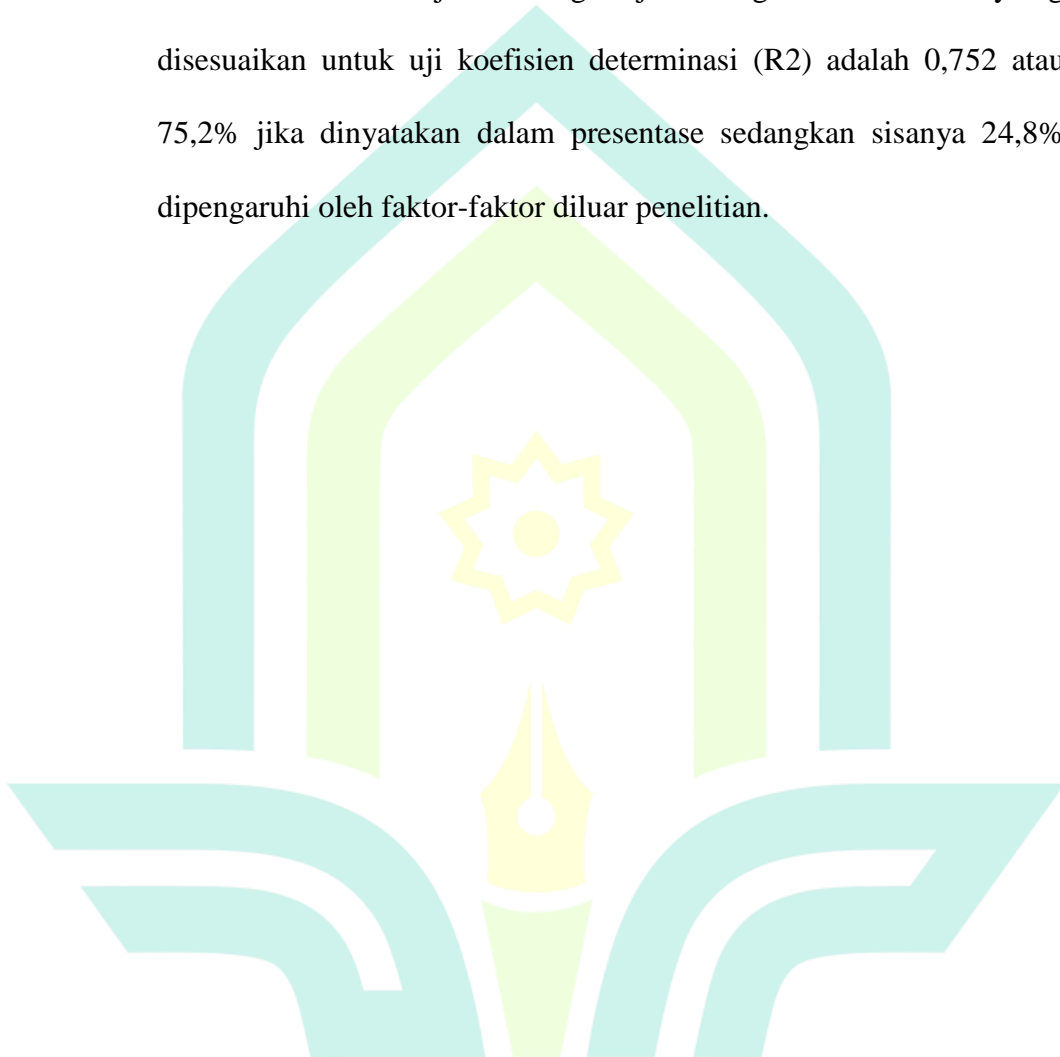 disesuaikan untuk uji koefisien determinasi (R2) adalah 0,752 atau
75,2% jika dinyatakan dalam presentase sedangkan sisanya 24,8%
dipengaruhi oleh faktor-faktor diluar penelitian.